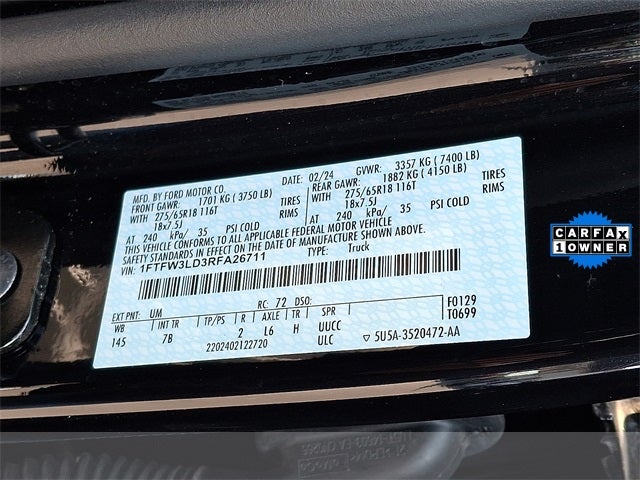 MFD. BY FORD MOTOR CO. DATE: 02/24 GVWR: 3357 KG ( 7400 LB)
FRONT GAWR: 1701 KG ( 3750 LB) REAR GAWR: 1882 KG ( 4150 LB)
WITH 275/65R18 116T TIRES WITH 275/65R18 116T TIRES
18x7.5J RIMS 18x7.5J RIMS
AT 240 kPa/ 35 PSI COLD AT 240 kPa/ 35 PSI COLD
THIS VEHICLE CONFORMS TO ALL APPLICABLE FEDERAL MOTOR VEHICLE
SAFETY STANDARDS IN EFFECT ON THE DATE OF MANUFACTURE SHOWN ABOVE.
VIN: 1FTFW3LD3RFA26711 TYPE: Truck
EXT PNT: UM RC: 72 DSO: F0129
WB INT TR TP/PS R AXLE TR SPR T0699
145 7B 2 L6 H UUCC
2202402122720 ULC ▽ 5U5A-3520472-AA
CARFAX
1 OWNER